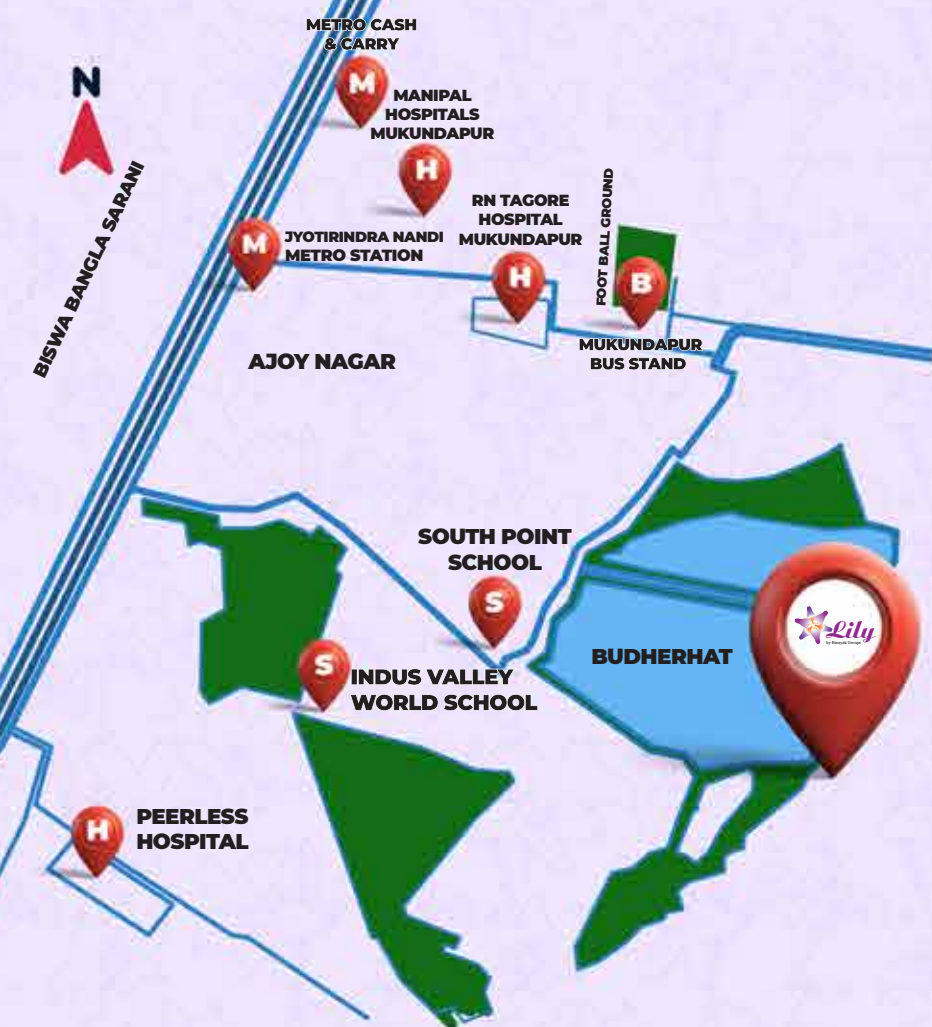 METRO CASH
& CARRY
N
M
MANIPAL
HOSPITALS
MUKUNDAPUR
H
BISWA BANGLA SARANI
RN TAGORE
HOSPITAL
MUKUNDAPUR
FOOT BALL GROUND
M
JYOTIRINDRA NANDI
METRO STATION
H
B
MUKUNDAPUR
BUS STAND
AJOY NAGAR
SOUTH POINT
SCHOOL
S
Lily
BUDHERHAT
S
INDUS VALLEY
WORLD SCHOOL
H
PEERLESS
HOSPITAL